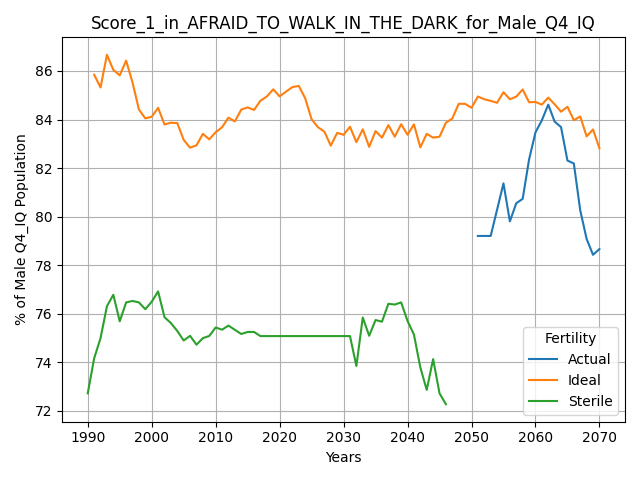 Score_1_in_AFRAID_TO_WALK_IN_THE_DARK_for_Male_Q4_IQ
% of Male Q4_IQ Population
86
84
82
80
78
76
74
72
1990 2000 2010 2020 2030 2040 2050 2060 2070
Years
Fertility
Actual
Ideal
Sterile